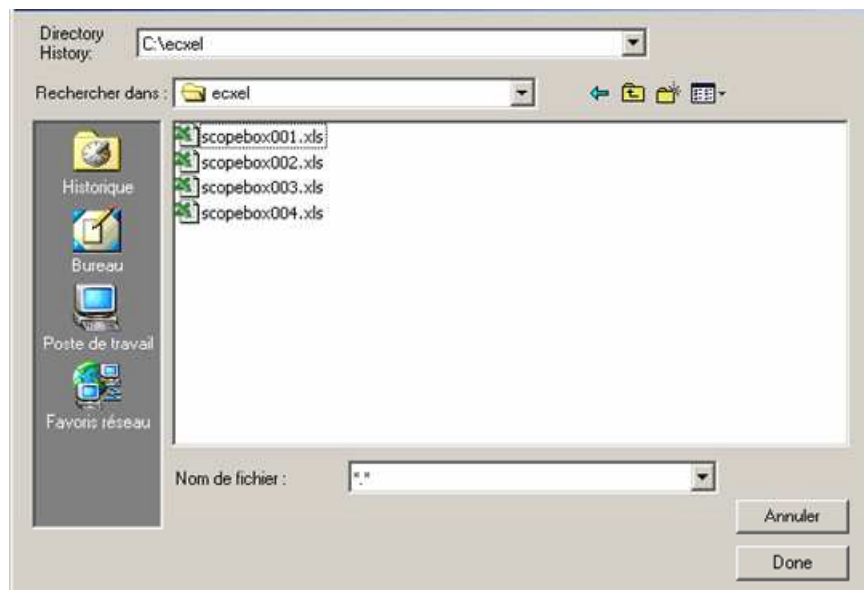 Directory
History:
C:\ecxel
Rechercher dans :
ecxel
Historique
Bureau
Poste de travail
Favoris réseau
scopebox001.xls
scopebox002.xls
scopebox003.xls
scopebox004.xls
Nom de fichier :
*.*
Annuler
Done